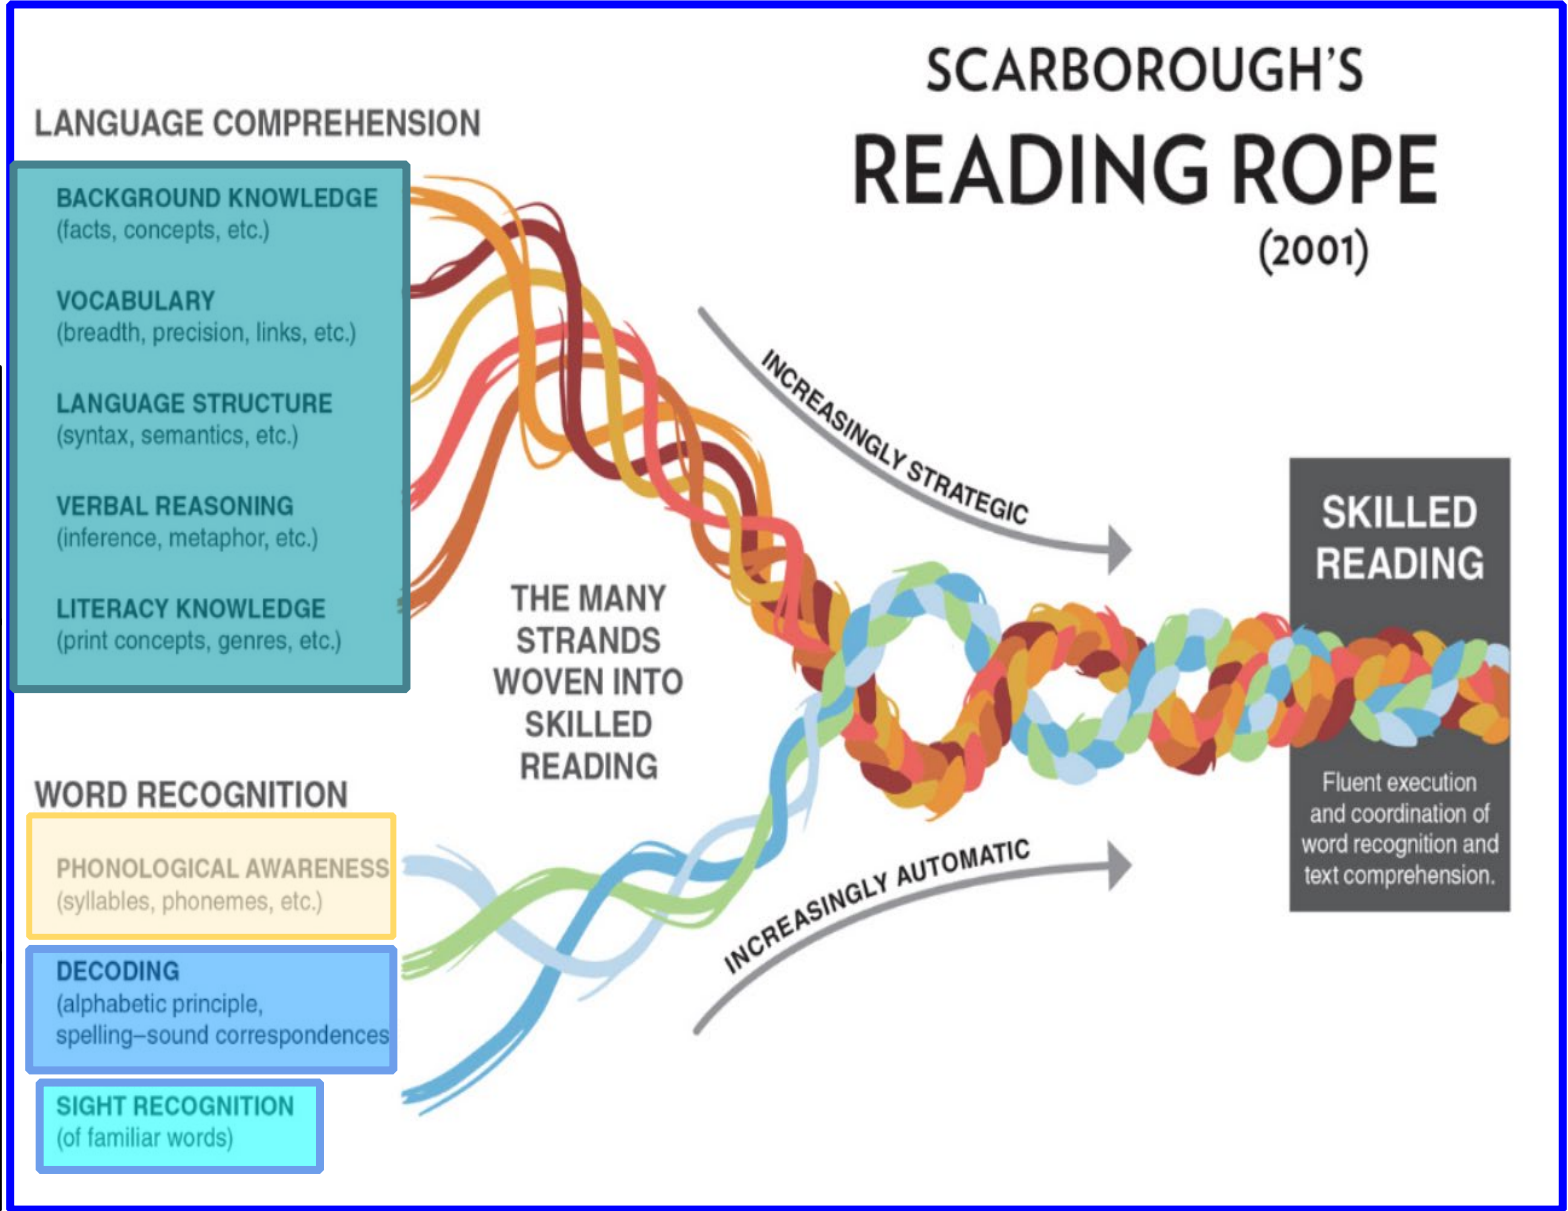 SCARBOROUGH'S
READING ROPE
(2001)
LANGUAGE COMPREHENSION
BACKGROUND KNOWLEDGE
(facts, concepts, etc.)
VOCABULARY
(breadth, precision, links, etc.)
LANGUAGE STRUCTURE
(syntax, semantics, etc.)
VERBAL REASONING
(inference, metaphor, etc.)
LITERACY KNOWLEDGE
(print concepts, genres, etc.)
WORD RECOGNITION
PHONOLOGICAL AWARENESS
(syllables, phonemes, etc.)
DECODING
(alphabetic principle,
spelling–sound correspondences
SIGHT RECOGNITION
(of familiar words)
THE MANY
STRANDS
WOVEN INTO
SKILLED
READING
INCREASINGLY STRATEGIC
INCREASINGLY AUTOMATIC
SKILLED
READING
Fluent execution
and coordination of
word recognition and
text comprehension.